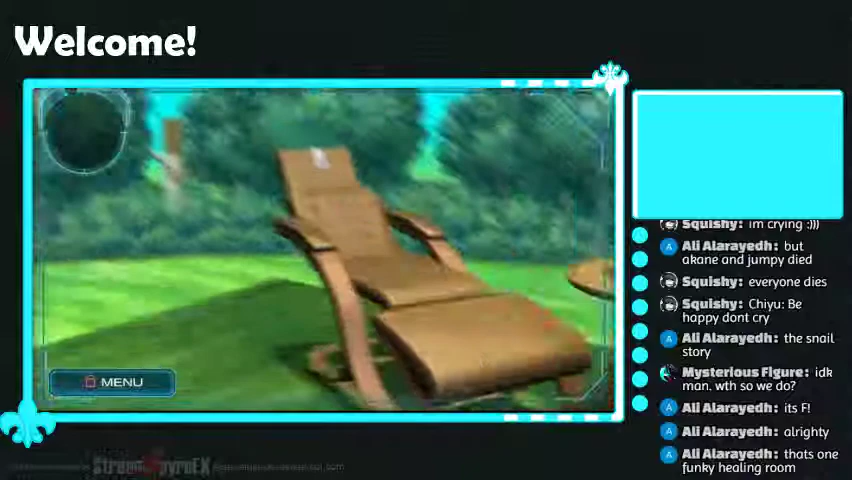 Welcome!
MENU
Squishy: im crying :)))
Ali Alarayedh: but
akane and jumpy died
Squishy: everyone dies
Squishy: Chiyu: Be
happy dont cry
Ali Alarayedh: the snail
story
Mysterious Figure: idk
man. wth so we do?
Ali Alarayedh: its F!
Ali Alarayedh: alrighty
Ali Alarayedh: thats one
funky healing room